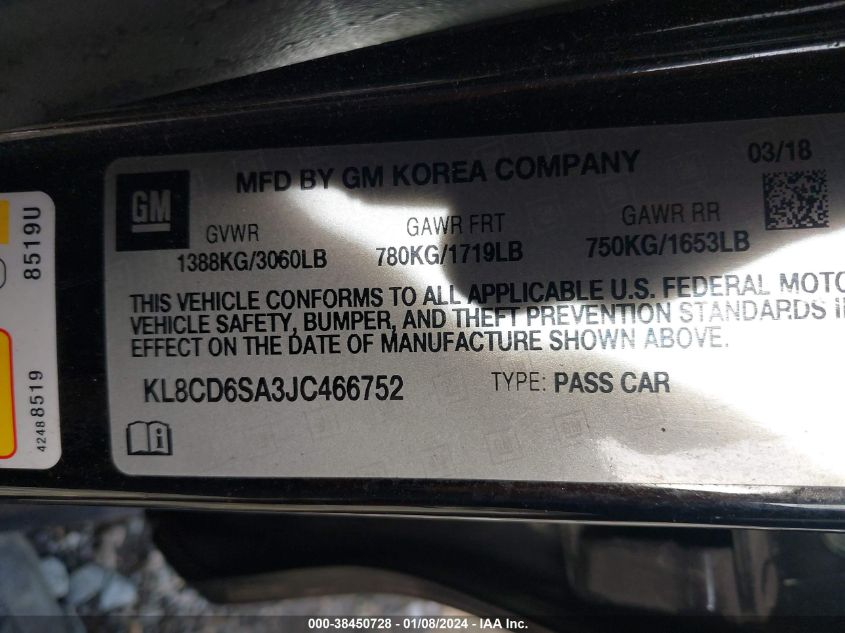 MFD BY GM KOREA COMPANY
03/18
GM
GVWR
GAWR FRT
GAWR RR
1388KG/3060LB
780KG/1719LB
750KG/1653LB
THIS VEHICLE CONFORMS TO ALL APPLICABLE U.S. FEDERAL MOTO
VEHICLE SAFETY, BUMPER, AND THEFT PREVENTION STANDARDS I
EFFECT ON THE DATE OF MANUFACTURE SHOWN ABOVE.
KL8CD6SA3JC466752
TYPE: PASS CAR
8519U
42488519
000-38450728 - 01/08/2024 - IAAI Inc.